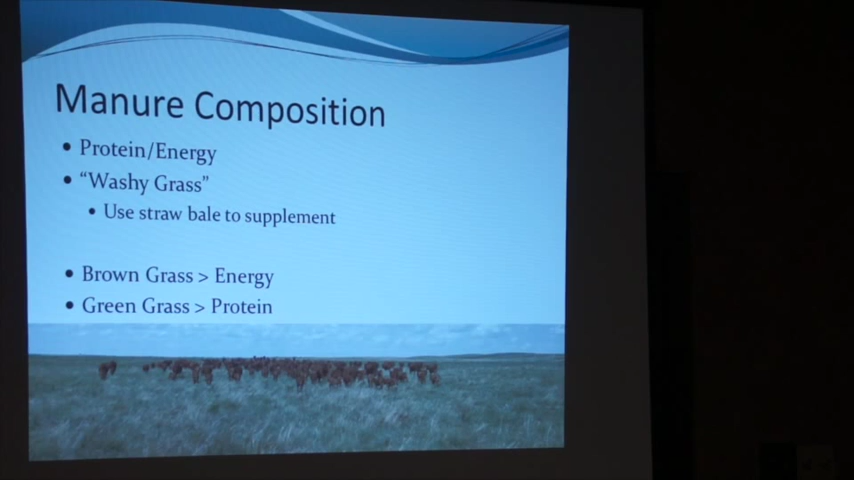 Manure Composition
• Protein/Energy
• “Washy Grass”
• Use straw bale to supplement
• Brown Grass > Energy
• Green Grass > Protein